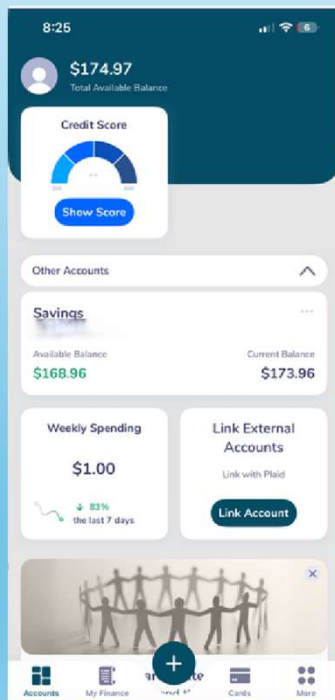 8:25
6
$174.97
Total Available Balance
Credit Score
--
Show Score
Other Accounts
Savings
Available Balance
Current Balance
$168.96
$173.96
Weekly Spending
$1.00
↓ 83%
the last 7 days
Link External
Accounts
Link with Plaid
Link Account
Accounts
My Finance
Cards
More